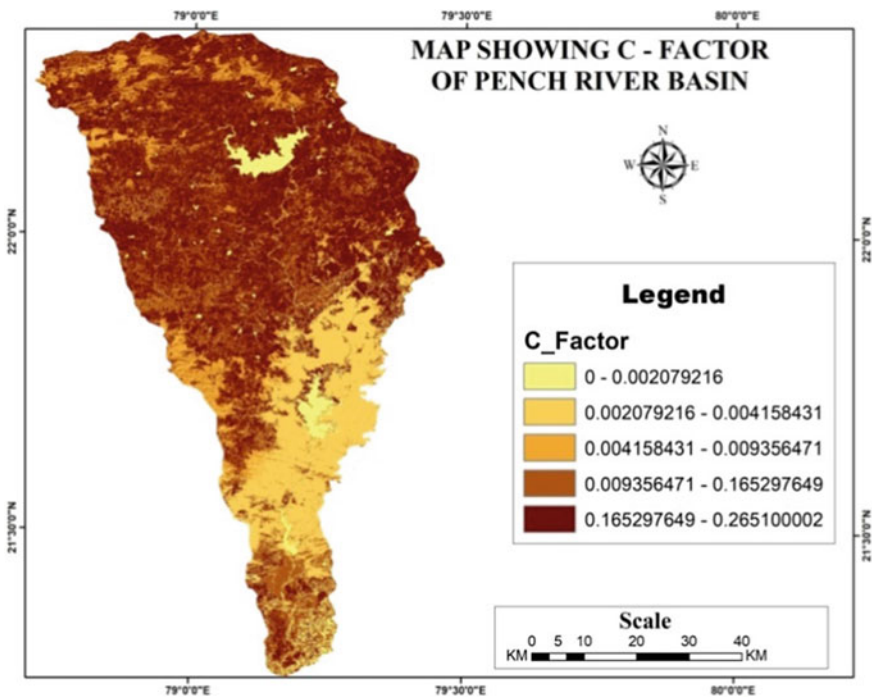 79°0'0"E 79°30'0"E 80°0'0"E
MAP SHOWING C - FACTOR
OF PENCH RIVER BASIN
N
W E
S
22°0'0"N 22°0'0"N
Legend
C_Factor
0 - 0.002079216
0.002079216 - 0.004158431
0.004158431 - 0.009356471
0.009356471 - 0.165297649
0.165297649 - 0.265100002
21°30'0"N 21°30'0"N
Scale
0 5 10 20 30 40
KM KM
79°0'0"E 79°30'0"E 80°0'0"E